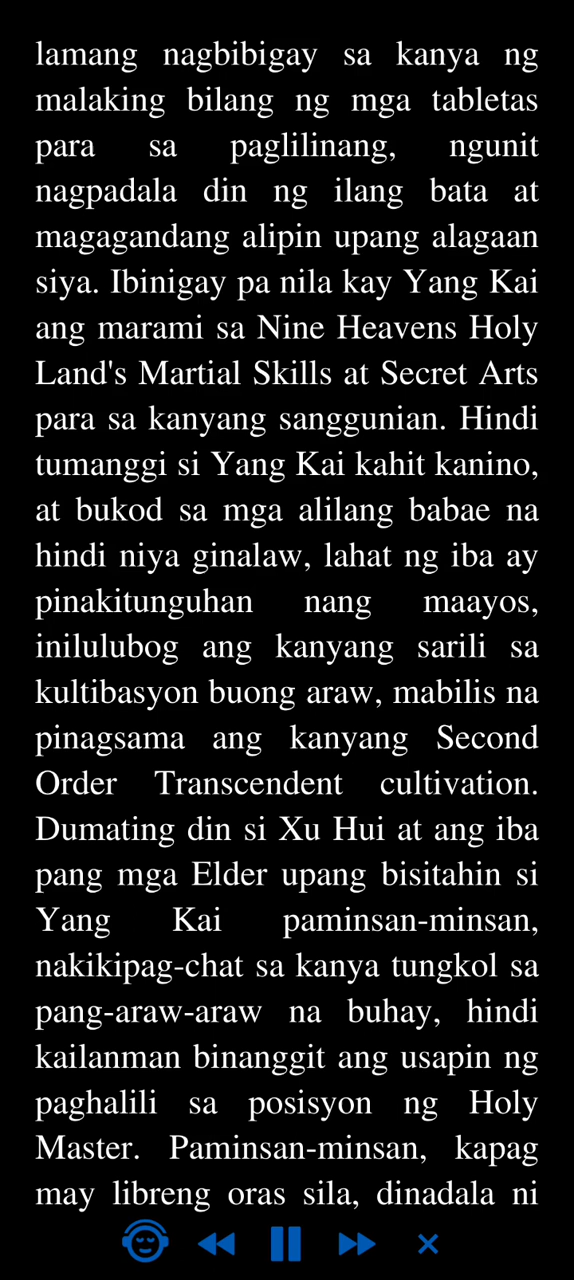 lamang nagbibigay sa kanya ng
malaking bilang ng mga tabletas
para sa paglilinang, ngunit
nagpadala din ng ilang bata at
magagandang alipin upang alagaan
siya. Ibinigay pa nila kay Yang Kai
ang marami sa Nine Heavens Holy
Land's Martial Skills at Secret Arts
para sa kanyang sanggunian. Hindi
tumanggi si Yang Kai kahit kanino,
at bukod sa mga alilang babae na
hindi niya ginalaw, lahat ng iba ay
pinakitunguhan nang maayos,
inilulubog ang kanyang sarili sa
kultibasyon buong araw, mabilis na
pinagsama ang kanyang Second
Order Transcendent cultivation.
Dumating din si Xu Hui at ang iba
pang mga Elder upang bisitahin si
Yang Kai paminsan-minsan,
nakikipag-chat sa kanya tungkol sa
pang-araw-araw na buhay, hindi
kailanman binanggit ang usapin ng
paghalili sa posisyon ng Holy
Master. Paminsan-minsan, kapag
may libreng oras sila, dinadala ni